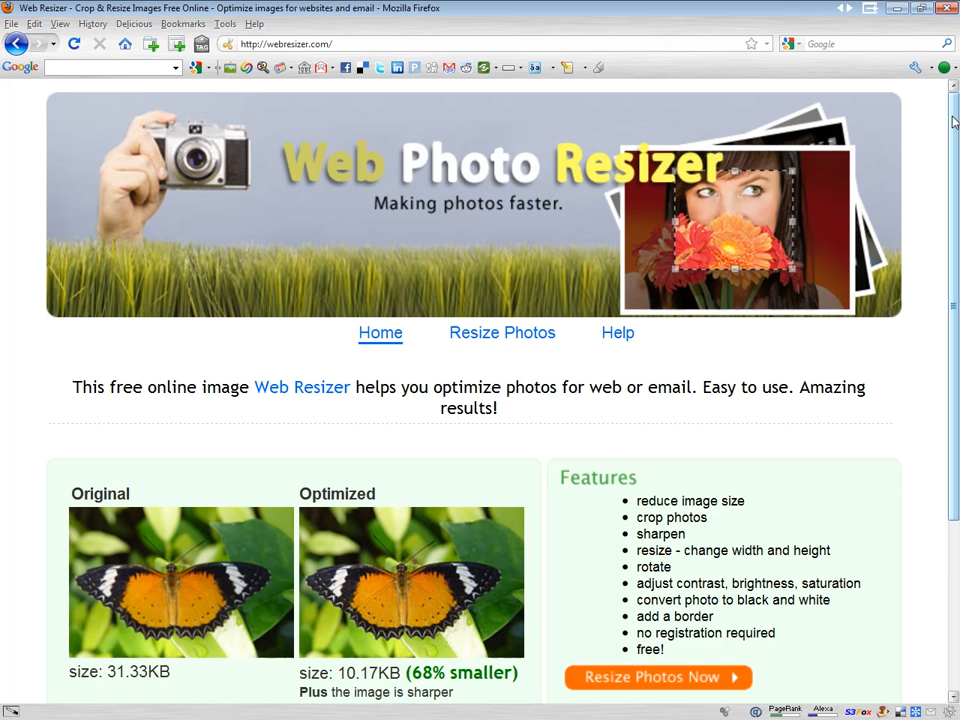 Web Resizer - Crop & Resize Images Free Online - Optimize images for websites and email - Mozilla Firefox
File Edit View History Delicious Bookmarks Tools Help
TAG http://webresizer.com/ Google
Google
Web Photo Resizer
Making photos faster.
Home Resize Photos Help
This free online image Web Resizer helps you optimize photos for web or email. Easy to use. Amazing
results!
Original Optimized
size: 31.33KB size: 10.17KB (68% smaller)
Plus the image is sharper
Features
reduce image size
crop photos
sharpen
resize - change width and height
rotate
adjust contrast, brightness, saturation
convert photo to black and white
add a border
no registration required
free!
Resize Photos Now
PageRank Alexa S3Fox